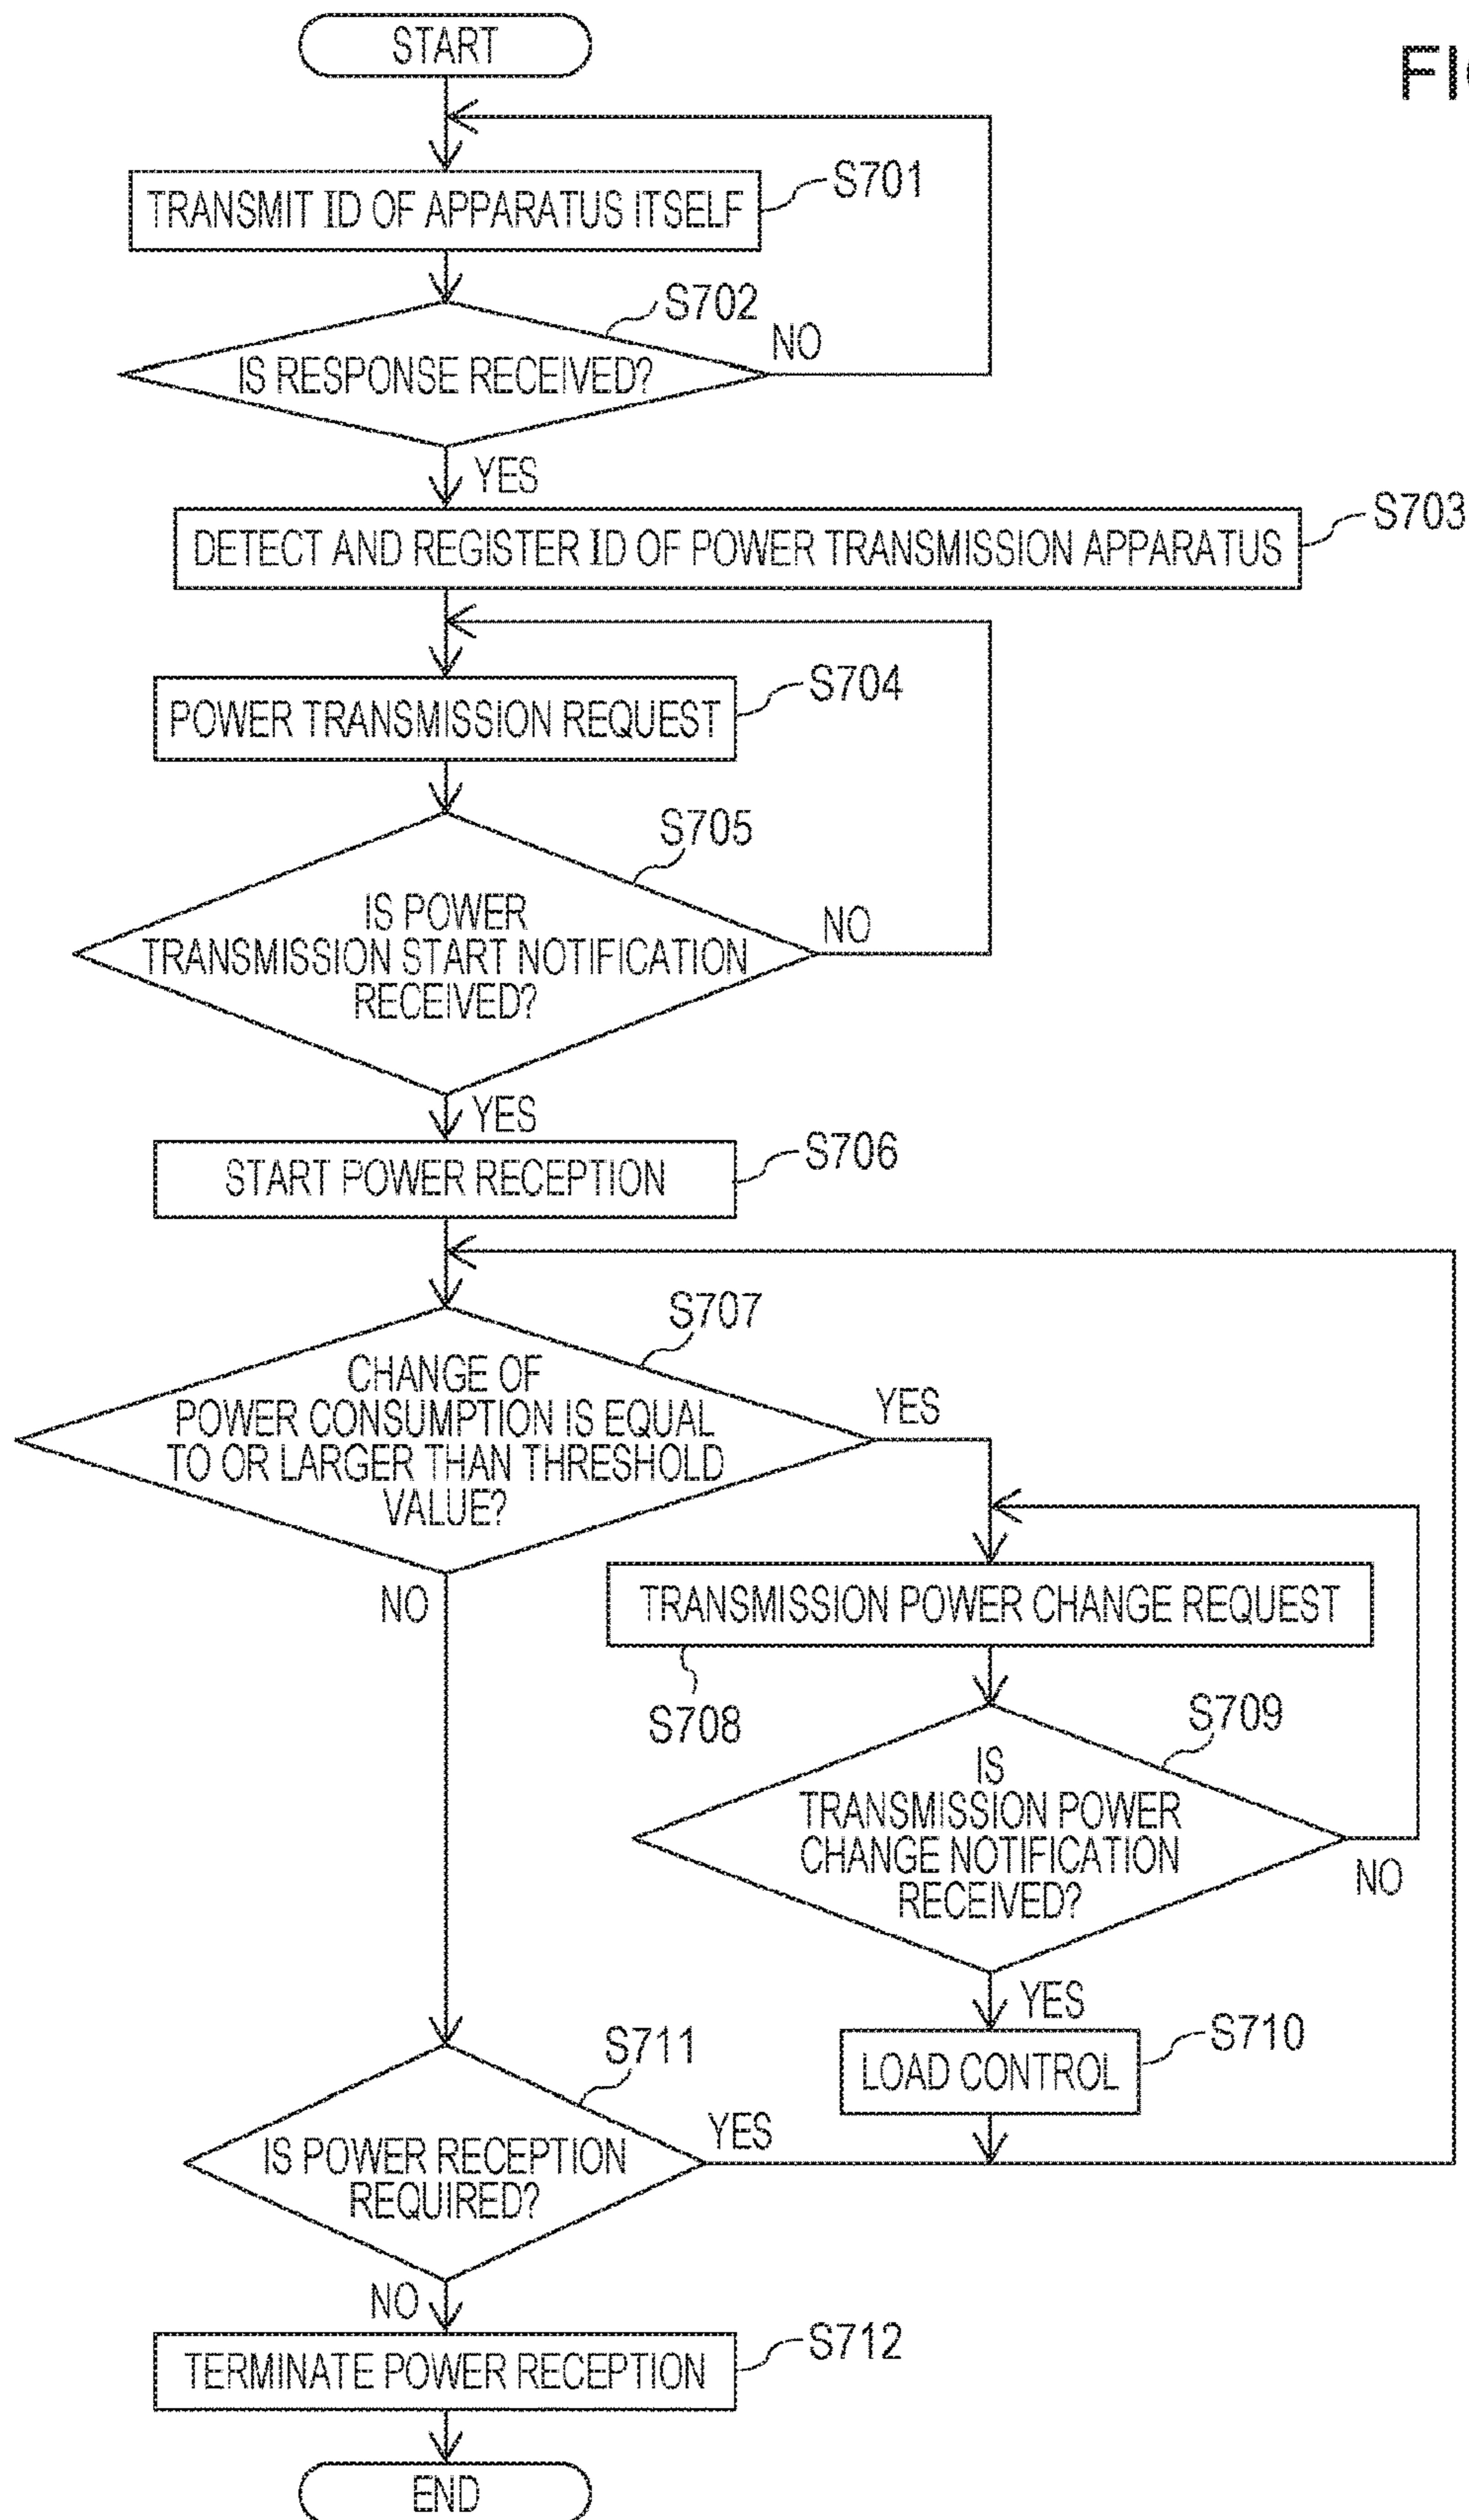 START
FIG
TRANSMIT ID OF APPARATUS ITSELF
S701
S702
IS RESPONSE RECEIVED?
NO
YES
DETECT AND REGISTER ID OF POWER TRANSMISSION APPARATUS
S703
POWER TRANSMISSION REQUEST
S704
S705
IS POWER
TRANSMISSION START NOTIFICATION
RECEIVED?
NO
YES
START POWER RECEPTION
S706
S707
CHANGE OF
POWER CONSUMPTION IS EQUAL
TO OR LARGER THAN THRESHOLD
VALUE?
YES
NO
TRANSMISSION POWER CHANGE REQUEST
S708
S709
IS
TRANSMISSION POWER
CHANGE NOTIFICATION
RECEIVED?
NO
YES
LOAD CONTROL
S710
S711
IS POWER RECEPTION
REQUIRED?
YES
NO
TERMINATE POWER RECEPTION
S712
END